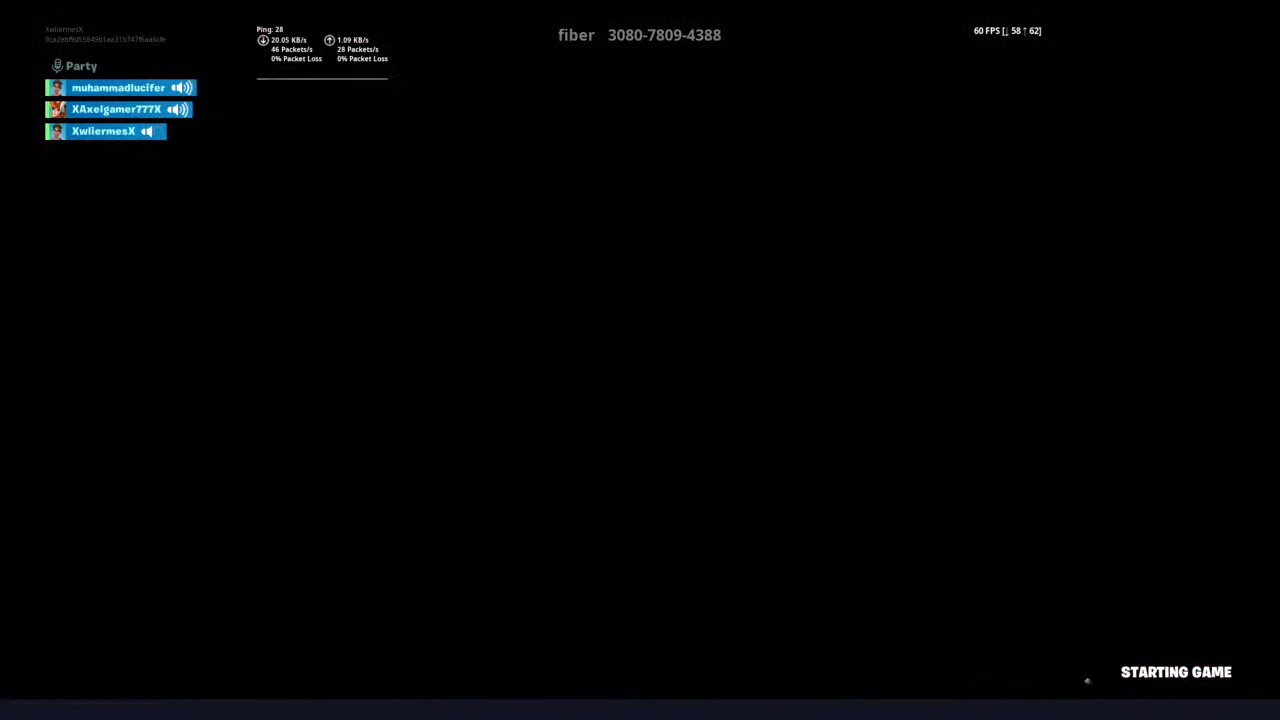 XwliermesX
Party
muhammadlucifer
XAxelgamer777X
XwliermesX
Ping: 28
20.05 KB/s 1.09 KB/s
46 Packets/s 28 Packets/s
0% Packet Loss 0% Packet Loss
fiber 3080-7809-4388
60 FPS [↓ 58 ↑ 62]
STARTING GAME